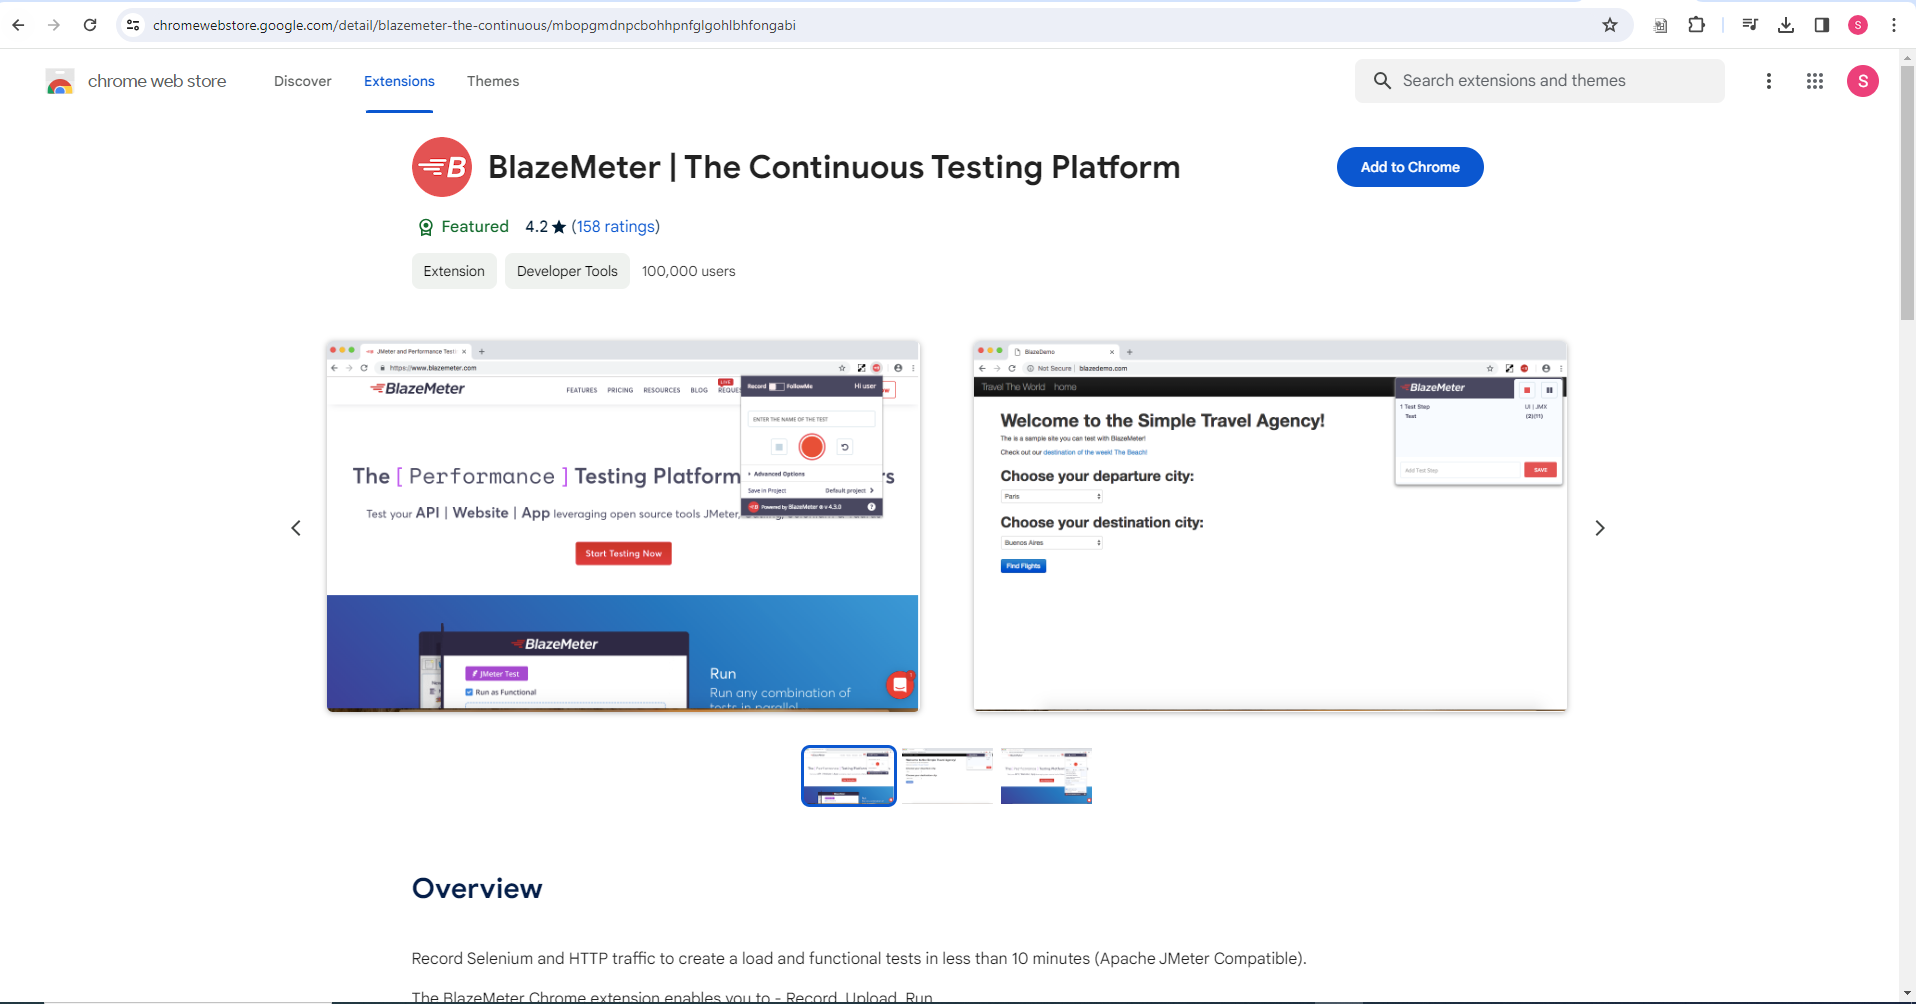 chromewebstore.google.com/detail/blazemeter-the-continuous/mbopgmdnpcbohhpnfglgohlbhfongabi
S
chrome web store
Discover
Extensions
Themes
Search extensions and themes
S
B
BlazeMeter | The Continuous Testing Platform
Add to Chrome
Featured
4.2 ★ (158 ratings)
Extension
Developer Tools
100,000 users
JMeter and Performance Testi
https://www.blazemeter.com
BlazeMeter
FEATURES
PRICING
RESOURCES
BLOG
LIVE
REQUES
Record
FollowMe
Hi user
ENTER THE NAME OF THE TEST
Advanced Options
Save in Project
Default project
Powered by BlazeMeter ⊕ v 4.3.0
?
The [ Performance ] Testing Platform
rs
Test your API | Website | App leveraging open source tools JMeter,
Start Testing Now
BlazeMeter
JMeter Test
Run as Functional
Run
Run any combination of
tests in parallel
BlazeDemo
Not Secure | blazedemo.com
Travel The World
home
BlazeMeter
1 Test Step
UI | JMX
Test
(2)(11)
Add Test Step
SAVE
Welcome to the Simple Travel Agency!
The is a sample site you can test with BlazeMeter!
Check out our destination of the week! The Beach!
Choose your departure city:
Paris
Choose your destination city:
Buenos Aires
Find Flights
Overview
Record Selenium and HTTP traffic to create a load and functional tests in less than 10 minutes (Apache JMeter Compatible).
The BlazeMeter Chrome extension enables you to - Record, Upload, Run